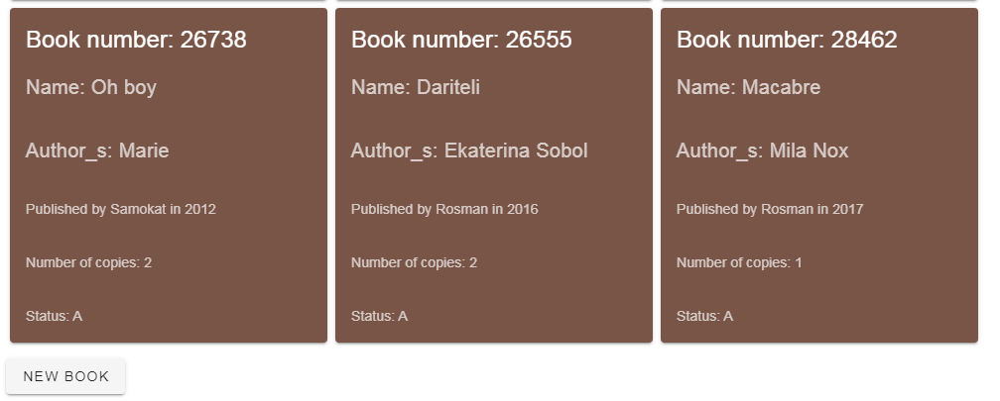 Book number: 26738
Name: Oh boy
Author_s: Marie
Published by Samokat in 2012
Number of copies: 2
Status: A
Book number: 26555
Name: Dariteli
Author_s: Ekaterina Sobol
Published by Rosman in 2016
Number of copies: 2
Status: A
Book number: 28462
Name: Macabre
Author_s: Mila Nox
Published by Rosman in 2017
Number of copies: 1
Status: A
NEW BOOK